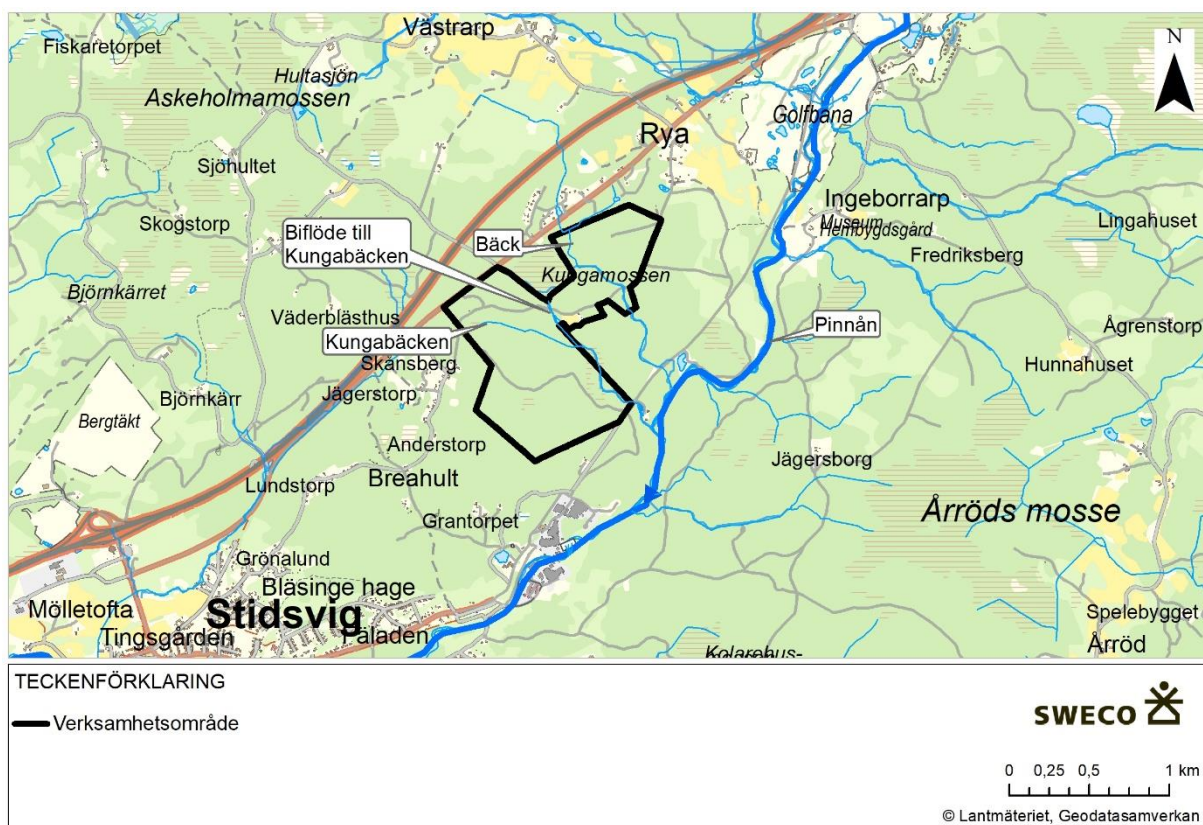 Västrarp
N
Fiskaretorpet
Hultasjön
Askeholmamossen
Golfbana
Rya
Sjöhultet
Ingeborrarp
Museum
Hembygdsgård
Lingahuset
Skogstorp
Biflöde till
Kungabäcken
Bäck
Fredriksberg
Kungamossen
Björnkärret
Väderblästhus
Pinnån
Ågrenstorp
Kungabäcken
Skånsberg
Hunnahuset
Jägerstorp
Björnkärr
Bergtäkt
Anderstorp
Jägersborg
Breahult
Lundstorp
Årröds mosse
Grantorpet
Grönalund
Bläsinge hage
Mölletofta
Stidsvig
Spelebygget
Tingsgården
Fäladen
Årröd
TECKENFÖRKLARING
Verksamhetsområde
SWECO
0 0,25 0,5 1 km
© Lantmäteriet, Geodatasamverkan